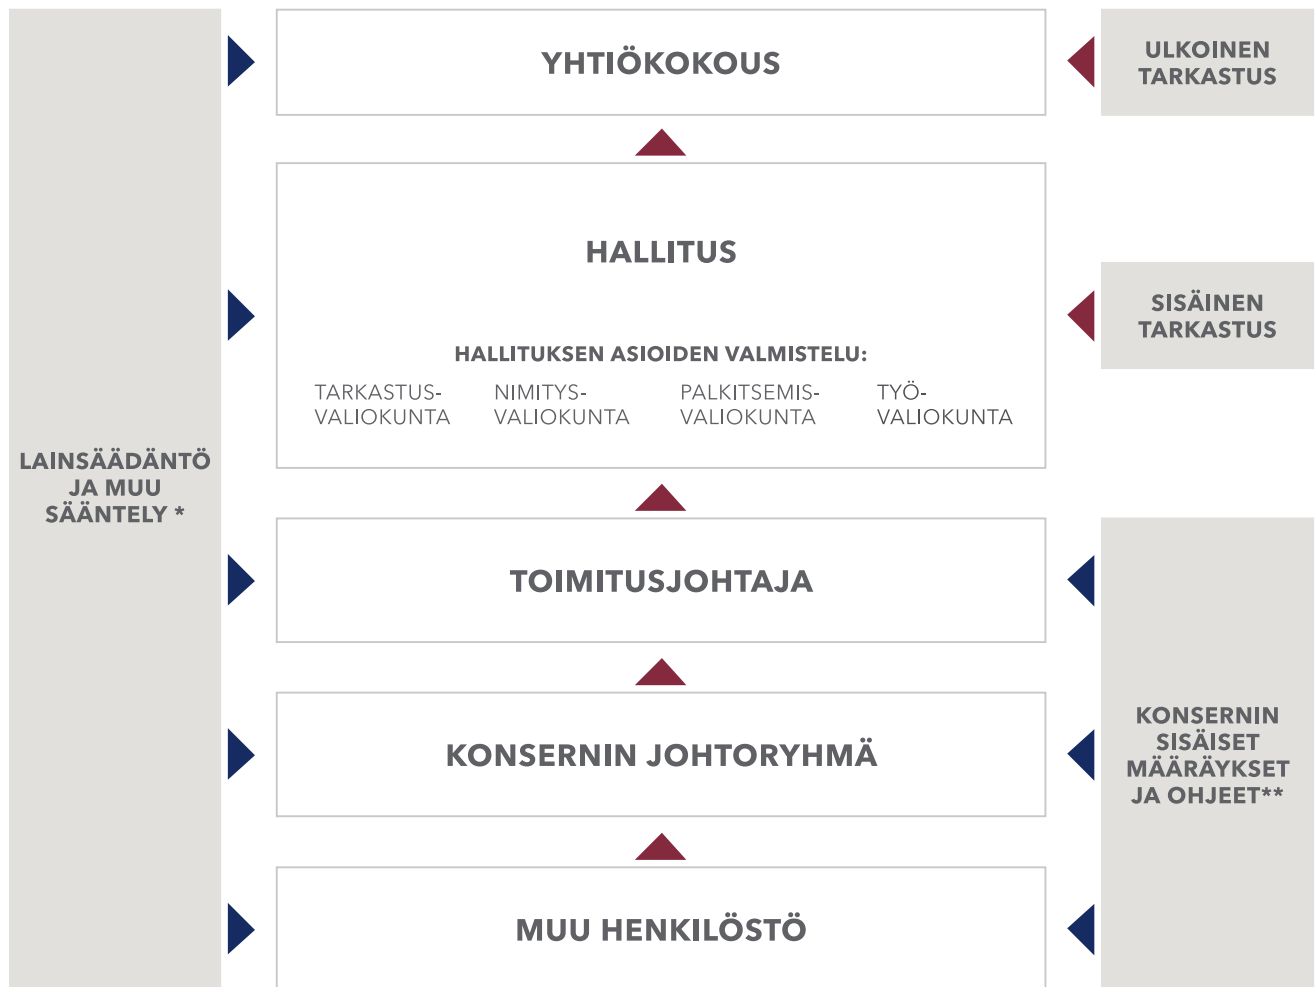 YHTIÖKOKOUS
ULKOINEN
TARKASTUS
HALLITUS
SISÄINEN
TARKASTUS
HALLITUKSEN ASIOIDEN VALMISTELU:
TARKASTUS-
VALIOKUNTA
NIMITYS-
VALIOKUNTA
PALKITSEMIS-
VALIOKUNTA
TYÖ-
VALIOKUNTA
LAINSÄÄDÄNTÖ
JA MUU
SÄÄNTELY *
TOIMITUSJOHTAJA
KONSERNIN JOHTORYHMÄ
KONSERNIN
SISÄISET
MÄÄRÄYKSET
JA OHJEET**
MUU HENKILÖSTÖ